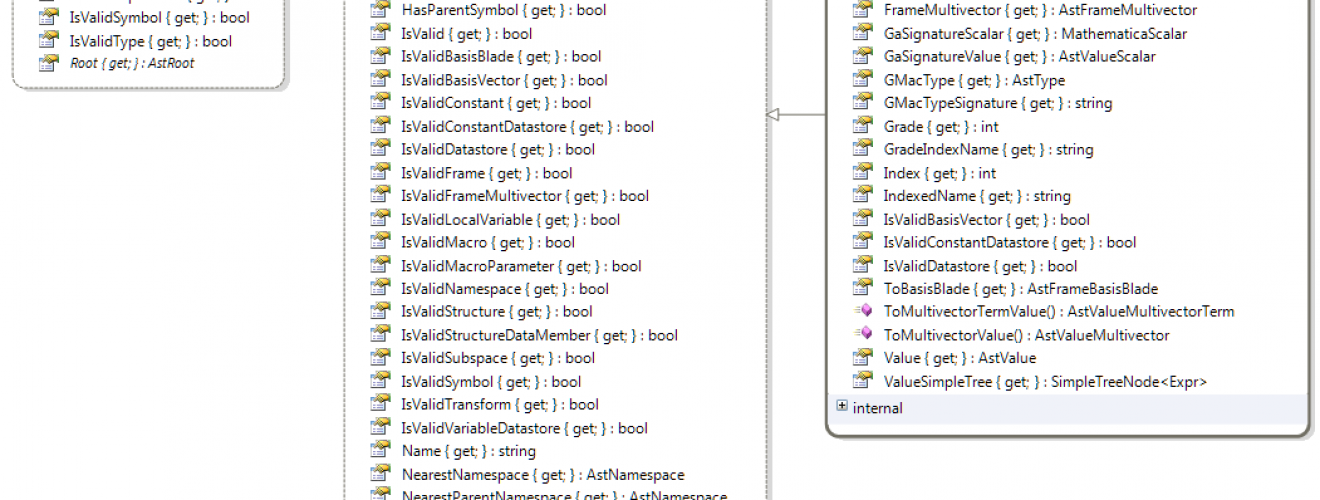 IsValidSymbol { get; } : bool
IsValidType { get; } : bool
Root { get; } : AstRoot
HasParentSymbol { get; } : bool
IsValid { get; } : bool
IsValidBasisBlade { get; } : bool
IsValidBasisVector { get; } : bool
IsValidConstant { get; } : bool
IsValidConstantDatastore { get; } : bool
IsValidDatastore { get; } : bool
IsValidFrame { get; } : bool
IsValidFrameMultivector { get; } : bool
IsValidLocalVariable { get; } : bool
IsValidMacro { get; } : bool
IsValidMacroParameter { get; } : bool
IsValidNamespace { get; } : bool
IsValidStructure { get; } : bool
IsValidStructureDataMember { get; } : bool
IsValidSubspace { get; } : bool
IsValidSymbol { get; } : bool
IsValidTransform { get; } : bool
IsValidVariableDatastore { get; } : bool
Name { get; } : string
NearestNamespace { get; } : AstNamespace
NearestParentNamespace { get; } : AstNamespace
FrameMultivector { get; } : AstFrameMultivector
GaSignatureScalar { get; } : MathematicaScalar
GaSignatureValue { get; } : AstValueScalar
GMacType { get; } : AstType
GMacTypeSignature { get; } : string
Grade { get; } : int
GradeIndexName { get; } : string
Index { get; } : int
IndexedName { get; } : string
IsValidBasisVector { get; } : bool
IsValidConstantDatastore { get; } : bool
IsValidDatastore { get; } : bool
ToBasisBlade { get; } : AstFrameBasisBlade
ToMultivectorTermValue() : AstValueMultivectorTerm
ToMultivectorValue() : AstValueMultivector
Value { get; } : AstValue
ValueSimpleTree { get; } : SimpleTreeNode<Expr>
internal